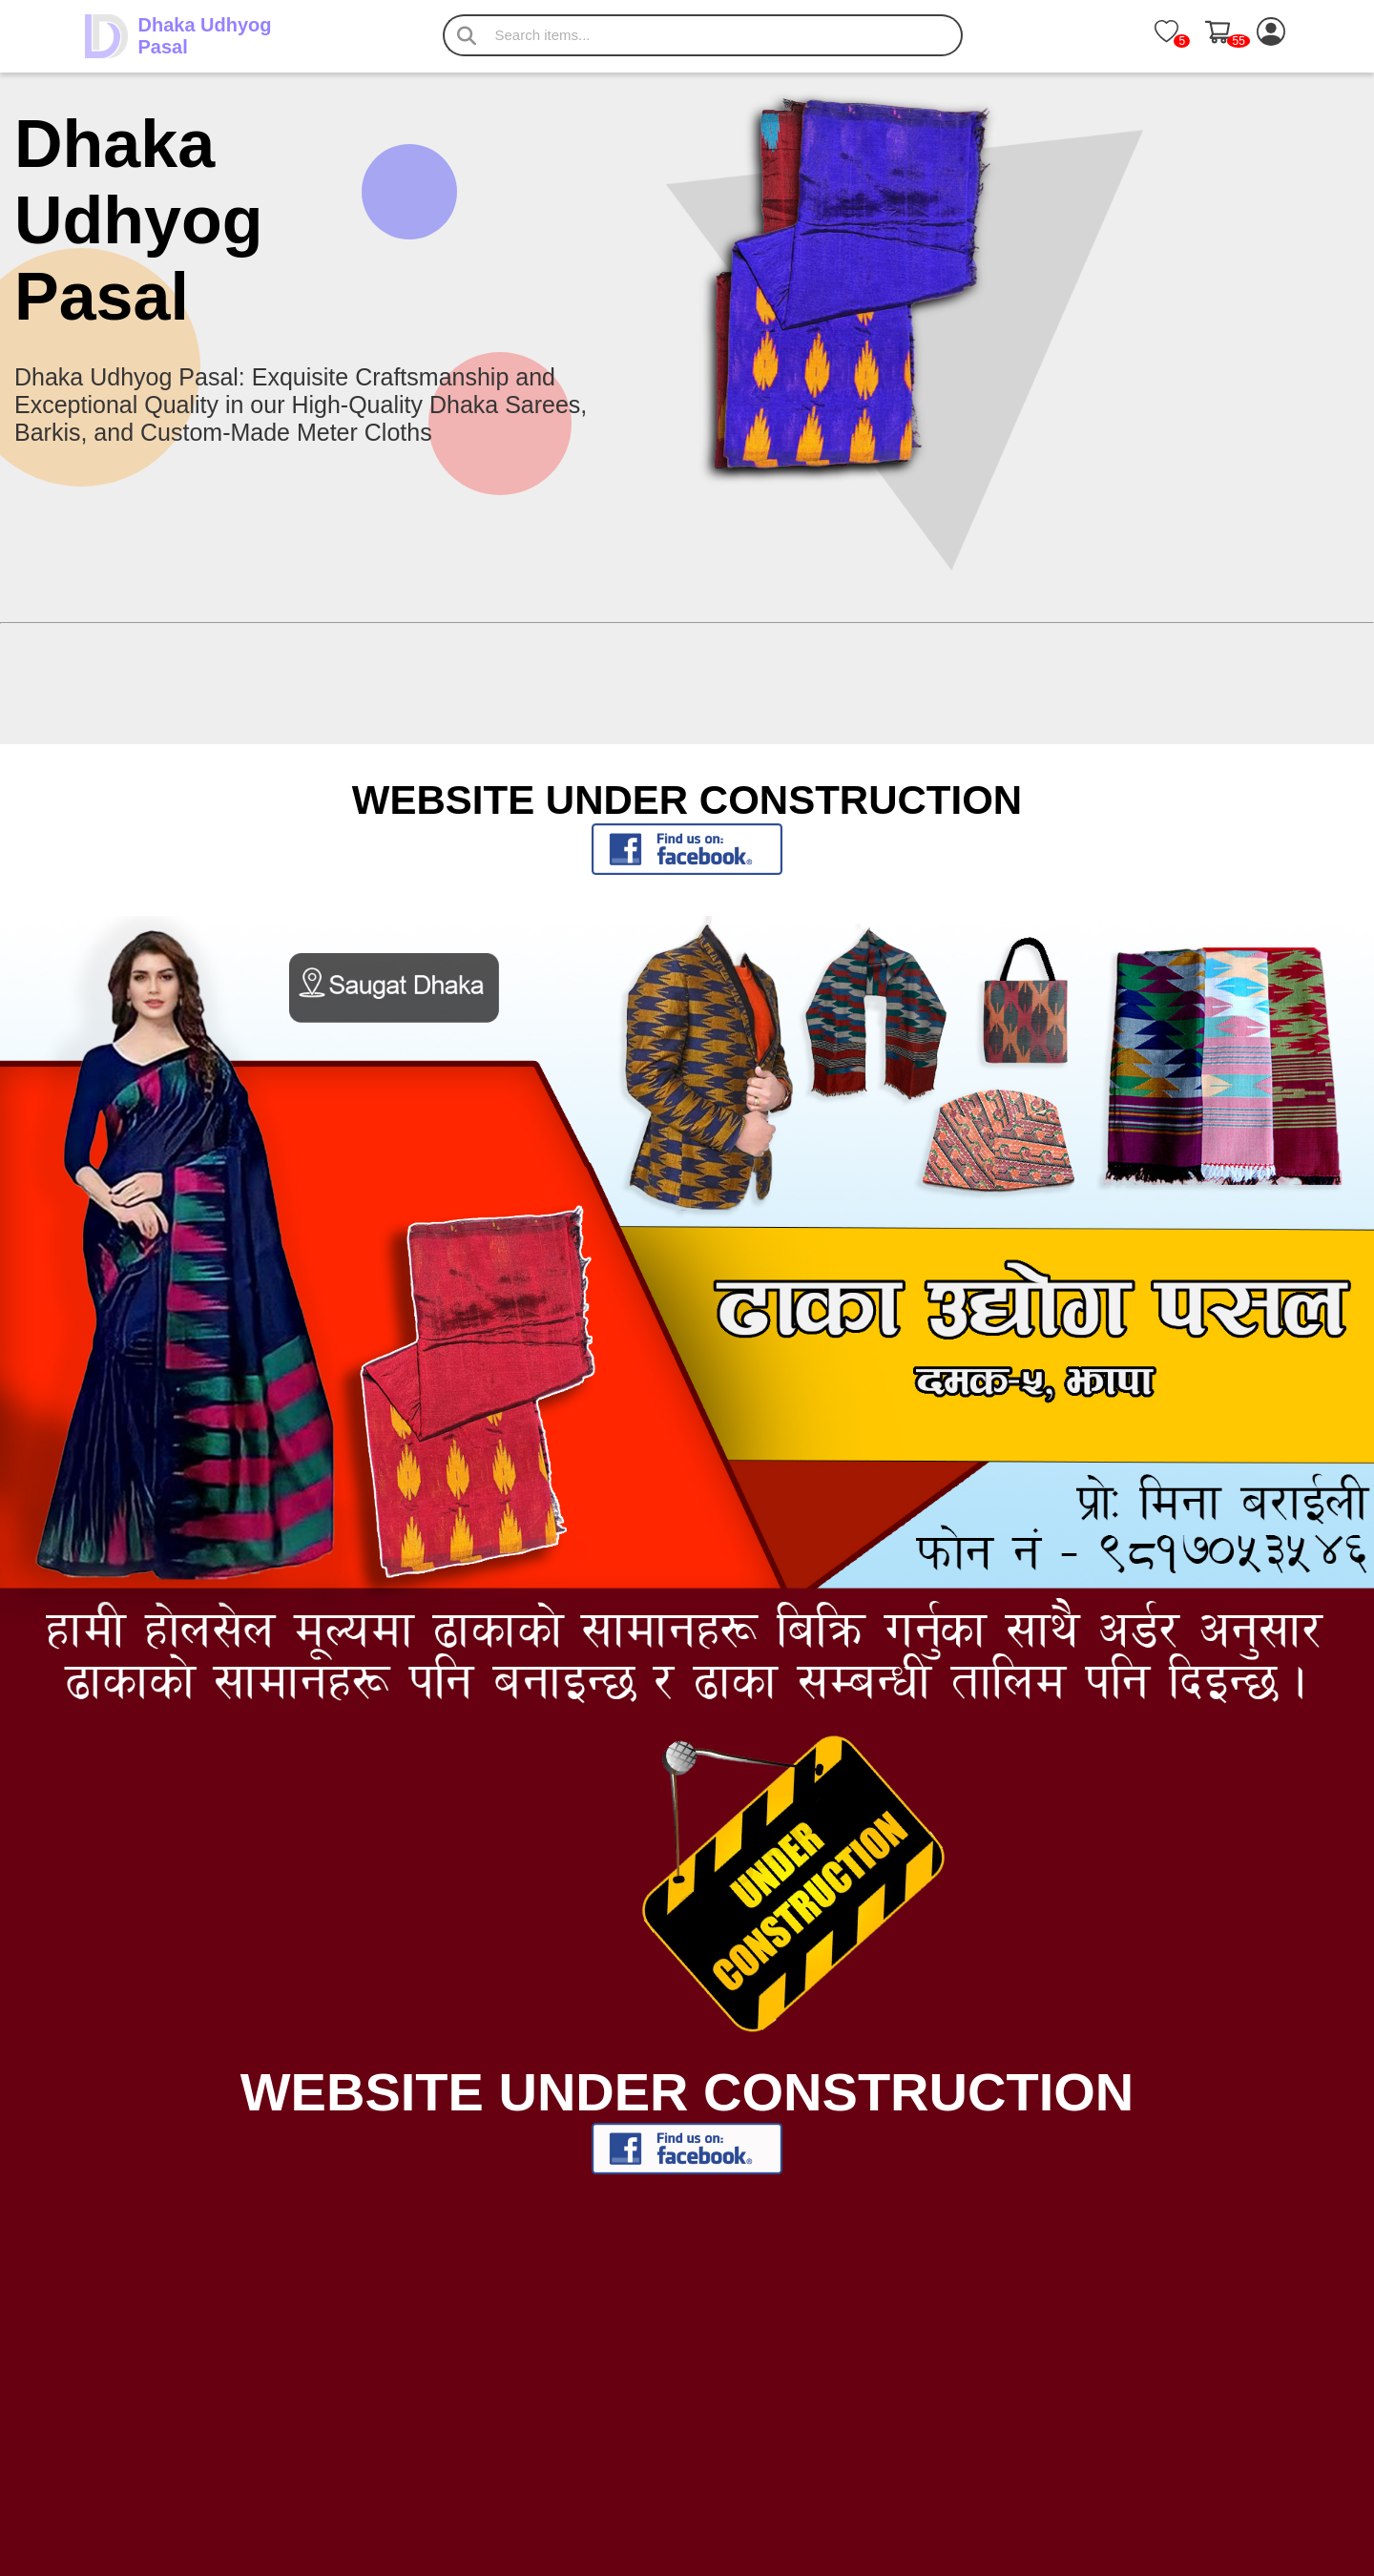 Dhaka Udhyog
Pasal
Search items...
5
55
Dhaka
Udhyog
Pasal
Dhaka Udhyog Pasal: Exquisite Craftsmanship and
Exceptional Quality in our High-Quality Dhaka Sarees,
Barkis, and Custom-Made Meter Cloths
WEBSITE UNDER CONSTRUCTION
Find us on:
facebook®
Saugat Dhaka
ढाका उद्योग पसल
दमक-५, झापा
प्रोः मिना बराईली
फोन नं - ९८१७०५३५४६
हामी होलसेल मूल्यमा ढाकाको सामानहरू बिक्रि गर्नुका साथै अर्डर अनुसार
ढाकाको सामानहरू पनि बनाइन्छ र ढाका सम्बन्धी तालिम पनि दिइन्छ ।
UNDER
CONSTRUCTION
WEBSITE UNDER CONSTRUCTION
Find us on:
facebook®